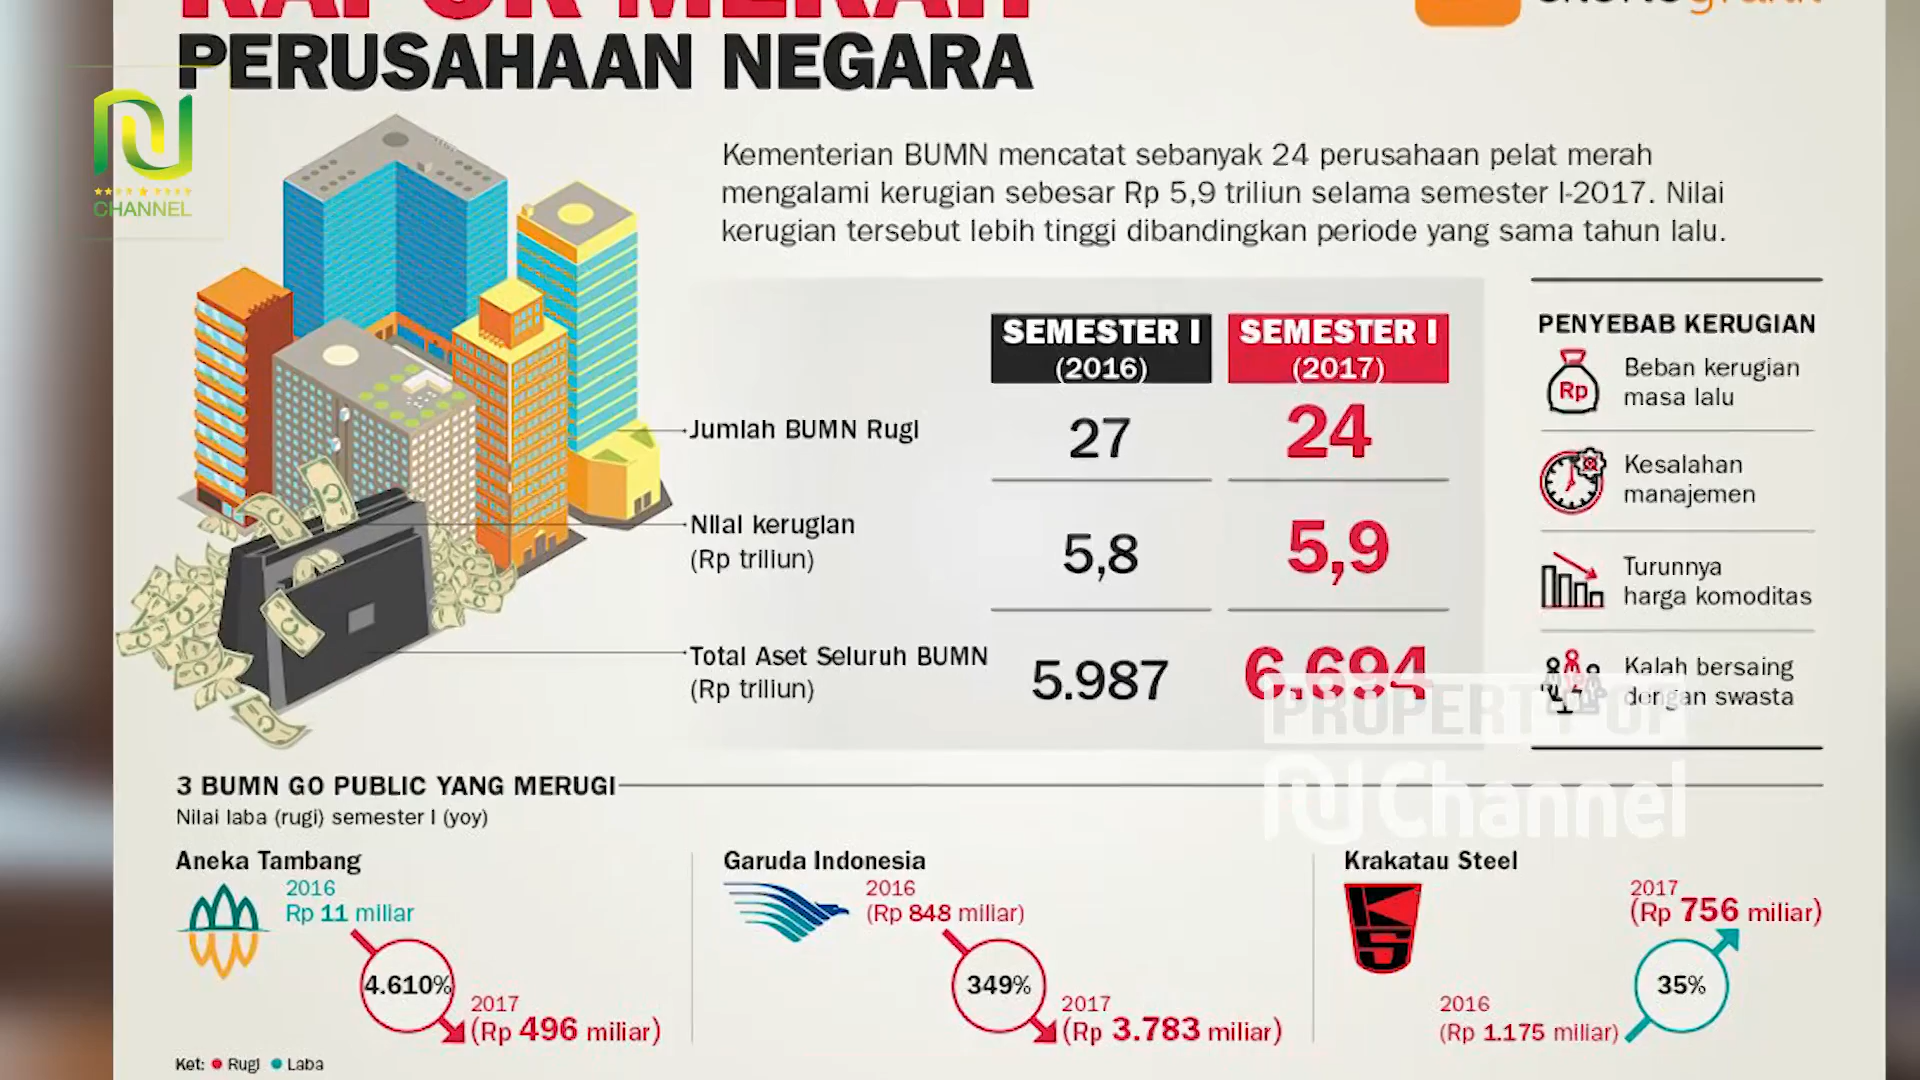 RAPOR MERAH
PERUSAHAAN NEGARA
CHANNEL
Kementerian BUMN mencatat sebanyak 24 perusahaan pelat merah
mengalami kerugian sebesar Rp 5,9 triliun selama semester I-2017. Nilai
kerugian tersebut lebih tinggi dibandingkan periode yang sama tahun lalu.
SEMESTER I
(2016)
SEMESTER I
(2017)
Jumlah BUMN Rugi
27
24
Nilai kerugian
(Rp triliun)
5,8
5,9
Total Aset Seluruh BUMN
(Rp triliun)
5.987
6.694
PENYEBAB KERUGIAN
Rp
Beban kerugian
masa lalu
Kesalahan
manajemen
Turunnya
harga komoditas
Kalah bersaing
dengan swasta
PROPERTY OF
Channel
3 BUMN GO PUBLIC YANG MERUGI
Nilai laba (rugi) semester I (yoy)
Aneka Tambang
2016
Rp 11 miliar
4.610%
2017
(Rp 496 miliar)
Garuda Indonesia
2016
(Rp 848 miliar)
349%
2017
(Rp 3.783 miliar)
Krakatau Steel
2017
(Rp 756 miliar)
35%
2016
(Rp 1.175 miliar)
Ket: Rugi Laba